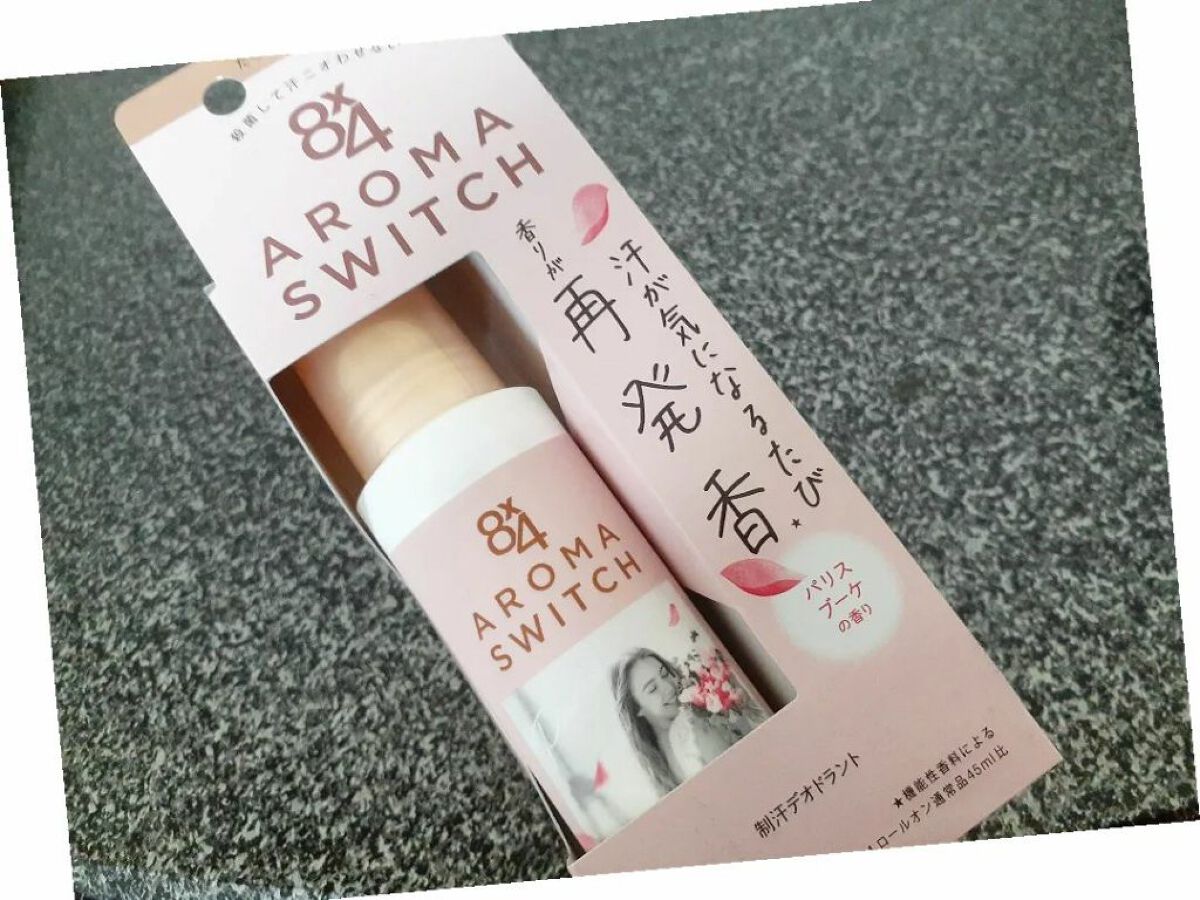 殺菌して汗ニオわせない
8x4
AROMA
SWITCH
汗が気になるたび★
香りが
再発香
パリス
ブーケ
の香り
8x4
AROMA
SWITCH
制汗デオドラント
★機能性香料による
ロールオン通常品45ml比